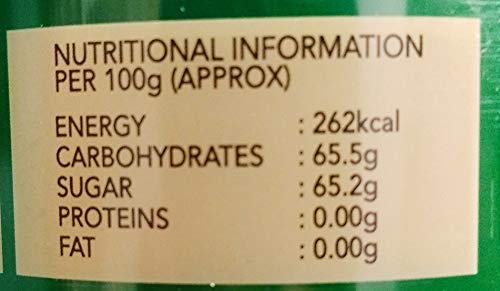 NUTRITIONAL INFORMATION
PER 100g (APPROX)
ENERGY : 262kcal
CARBOHYDRATES : 65.5g
SUGAR : 65.2g
PROTEINS : 0.00g
FAT : 0.00g